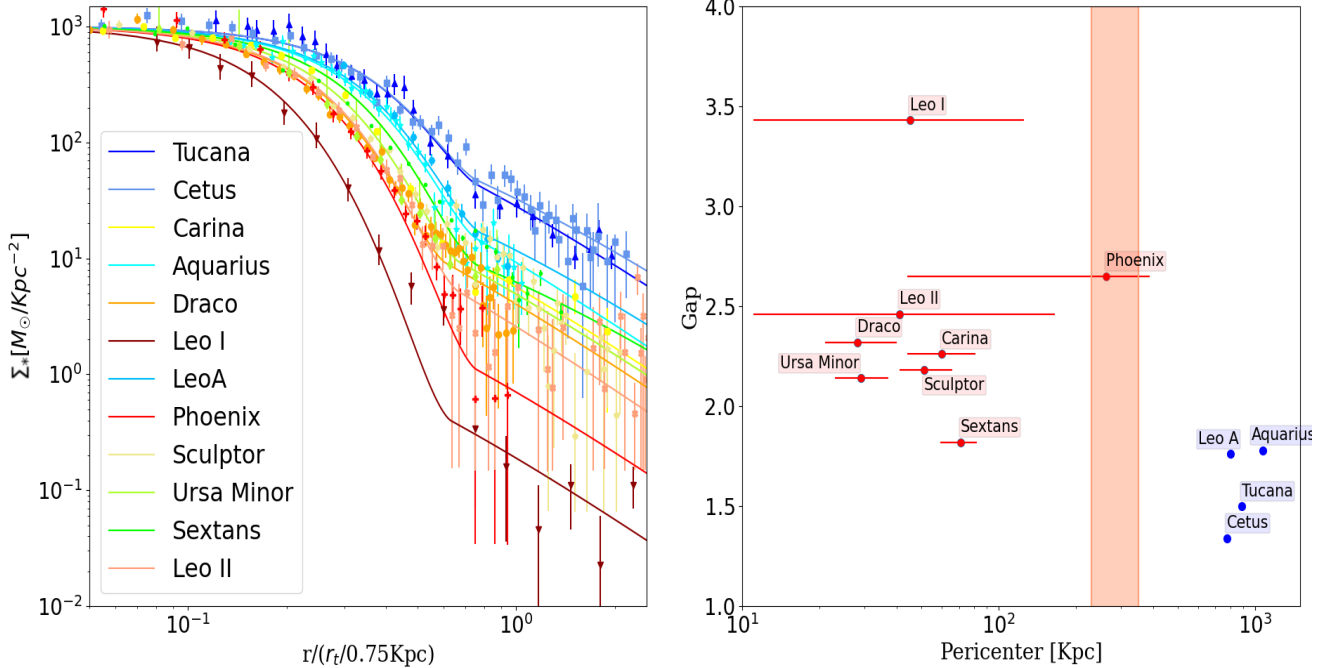 10³
10²
10¹
10⁰
10⁻¹
10⁻²
Σ*[M⊙/Kpc⁻²]
Tucana
Cetus
Carina
Aquarius
Draco
Leo I
LeoA
Phoenix
Sculptor
Ursa Minor
Sextans
Leo II
10⁻¹
10⁰
r/(rₜ/0.75Kpc)
4.0
3.5
3.0
2.5
2.0
1.5
1.0
Gap
Leo I
Phoenix
Leo II
Draco
Carina
Ursa Minor
Sculptor
Sextans
Leo A
Aquarius
Tucana
Cetus
10¹
10²
10³
Pericenter [Kpc]